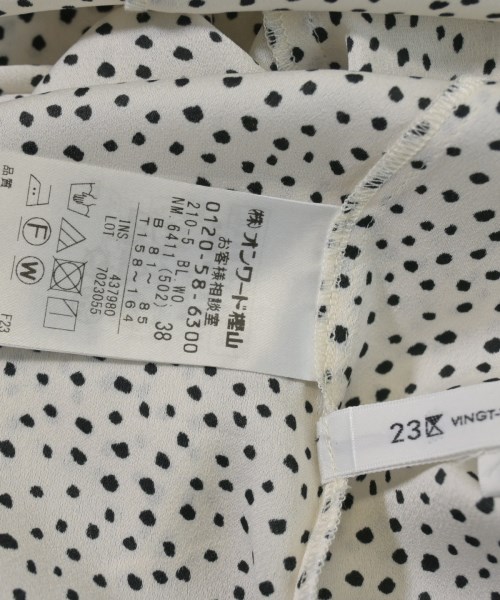 ㈱オンワード樫山
お客様相談室
0120-58-6300
210-5 BL,WO
NM 6411(502) 38
B 81~ 85
T158~164
INS 437980
LOT 7023055
品質
F
W
F23
23区 VINGT-